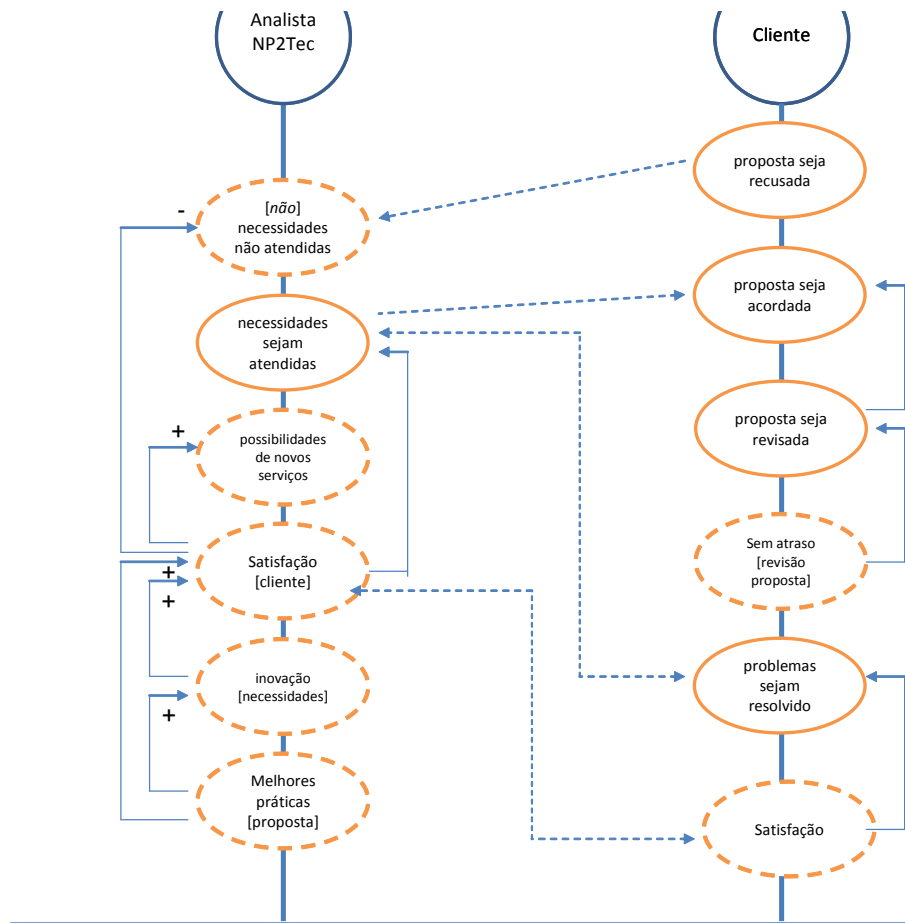 Analista
NP2Tec
Cliente
proposta seja
recusada
-
[não]
necessidades
não atendidas
proposta seja
acordada
necessidades
sejam
atendidas
proposta seja
revisada
+
possibilidades
de novos
serviços
Sem atraso
[revisão
proposta]
Satisfação
[cliente]
+
+
problemas
sejam
resolvido
inovação
[necessidades]
+
Melhores
práticas
[proposta]
Satisfação